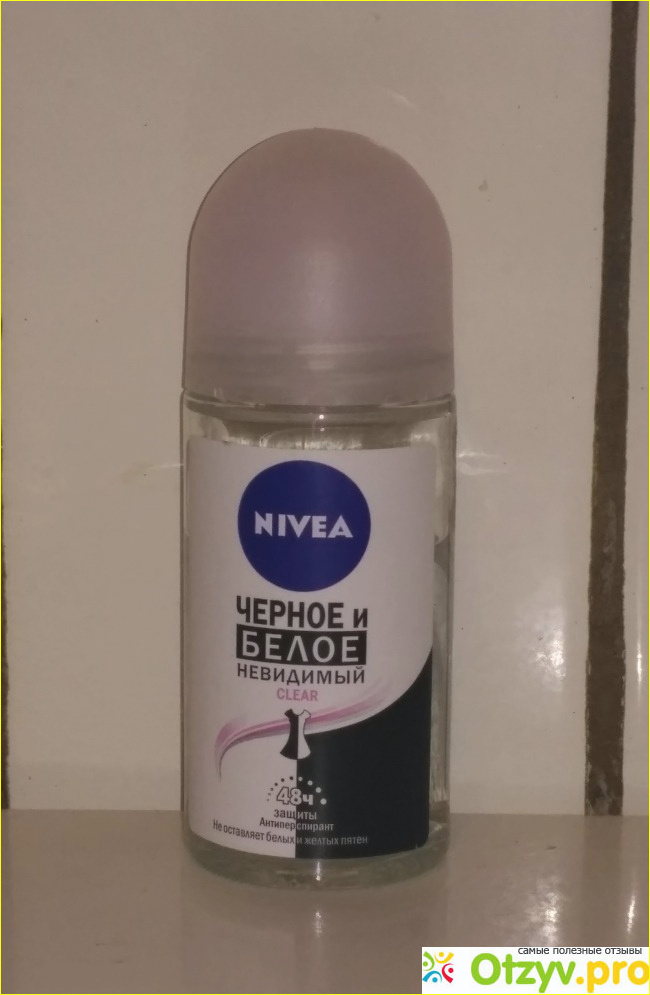 NIVEA
ЧЕРНОЕ и
БЕЛОЕ
НЕВИДИМЫЙ
CLEAR
48ч
защиты
Антиперспирант
Не оставляет белых и желтых пятен
самые полезные отзывы
Otzyv.pro